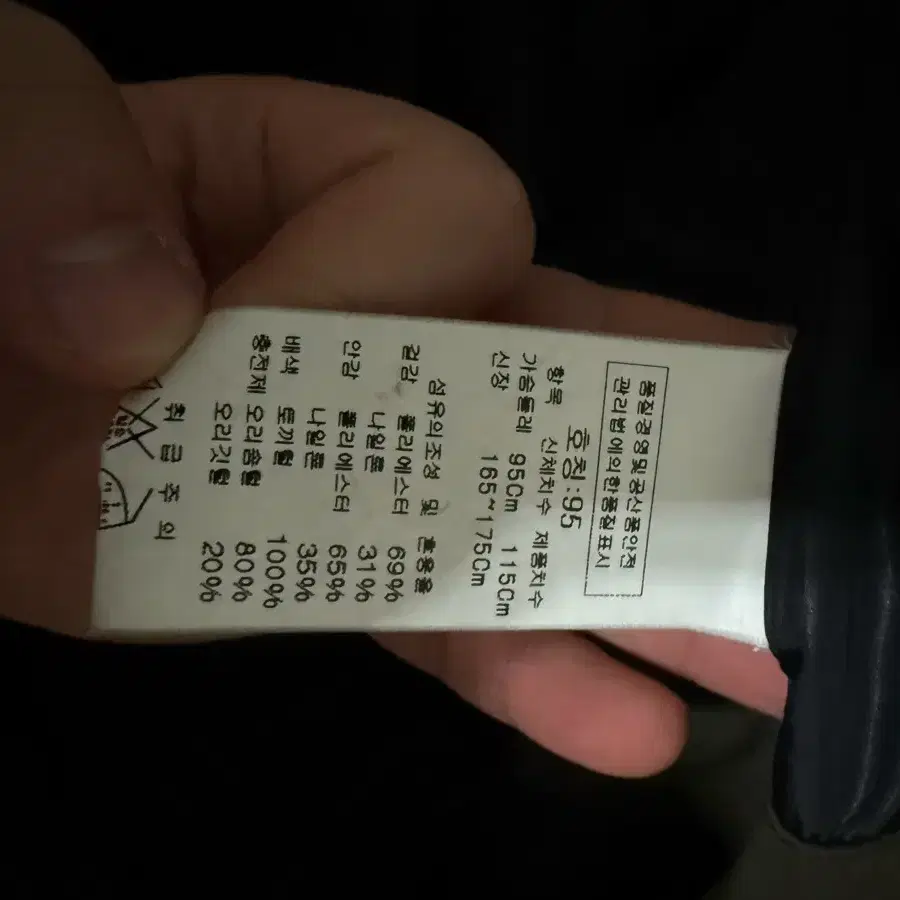 품질경영및공산품안전
관리법에의한품질표시
호칭:95
항목 신체치수 제품치수
가슴둘레 95Cm 115Cm
신장 165~175Cm
섬유의조성 및 혼용율
겉감 폴리에스터 69%
나일론 31%
안감 폴리에스터 65%
나일론 35%
배색 토끼털 100%
충전제 오리솜털 80%
오리깃털 20%
취 급 주 의